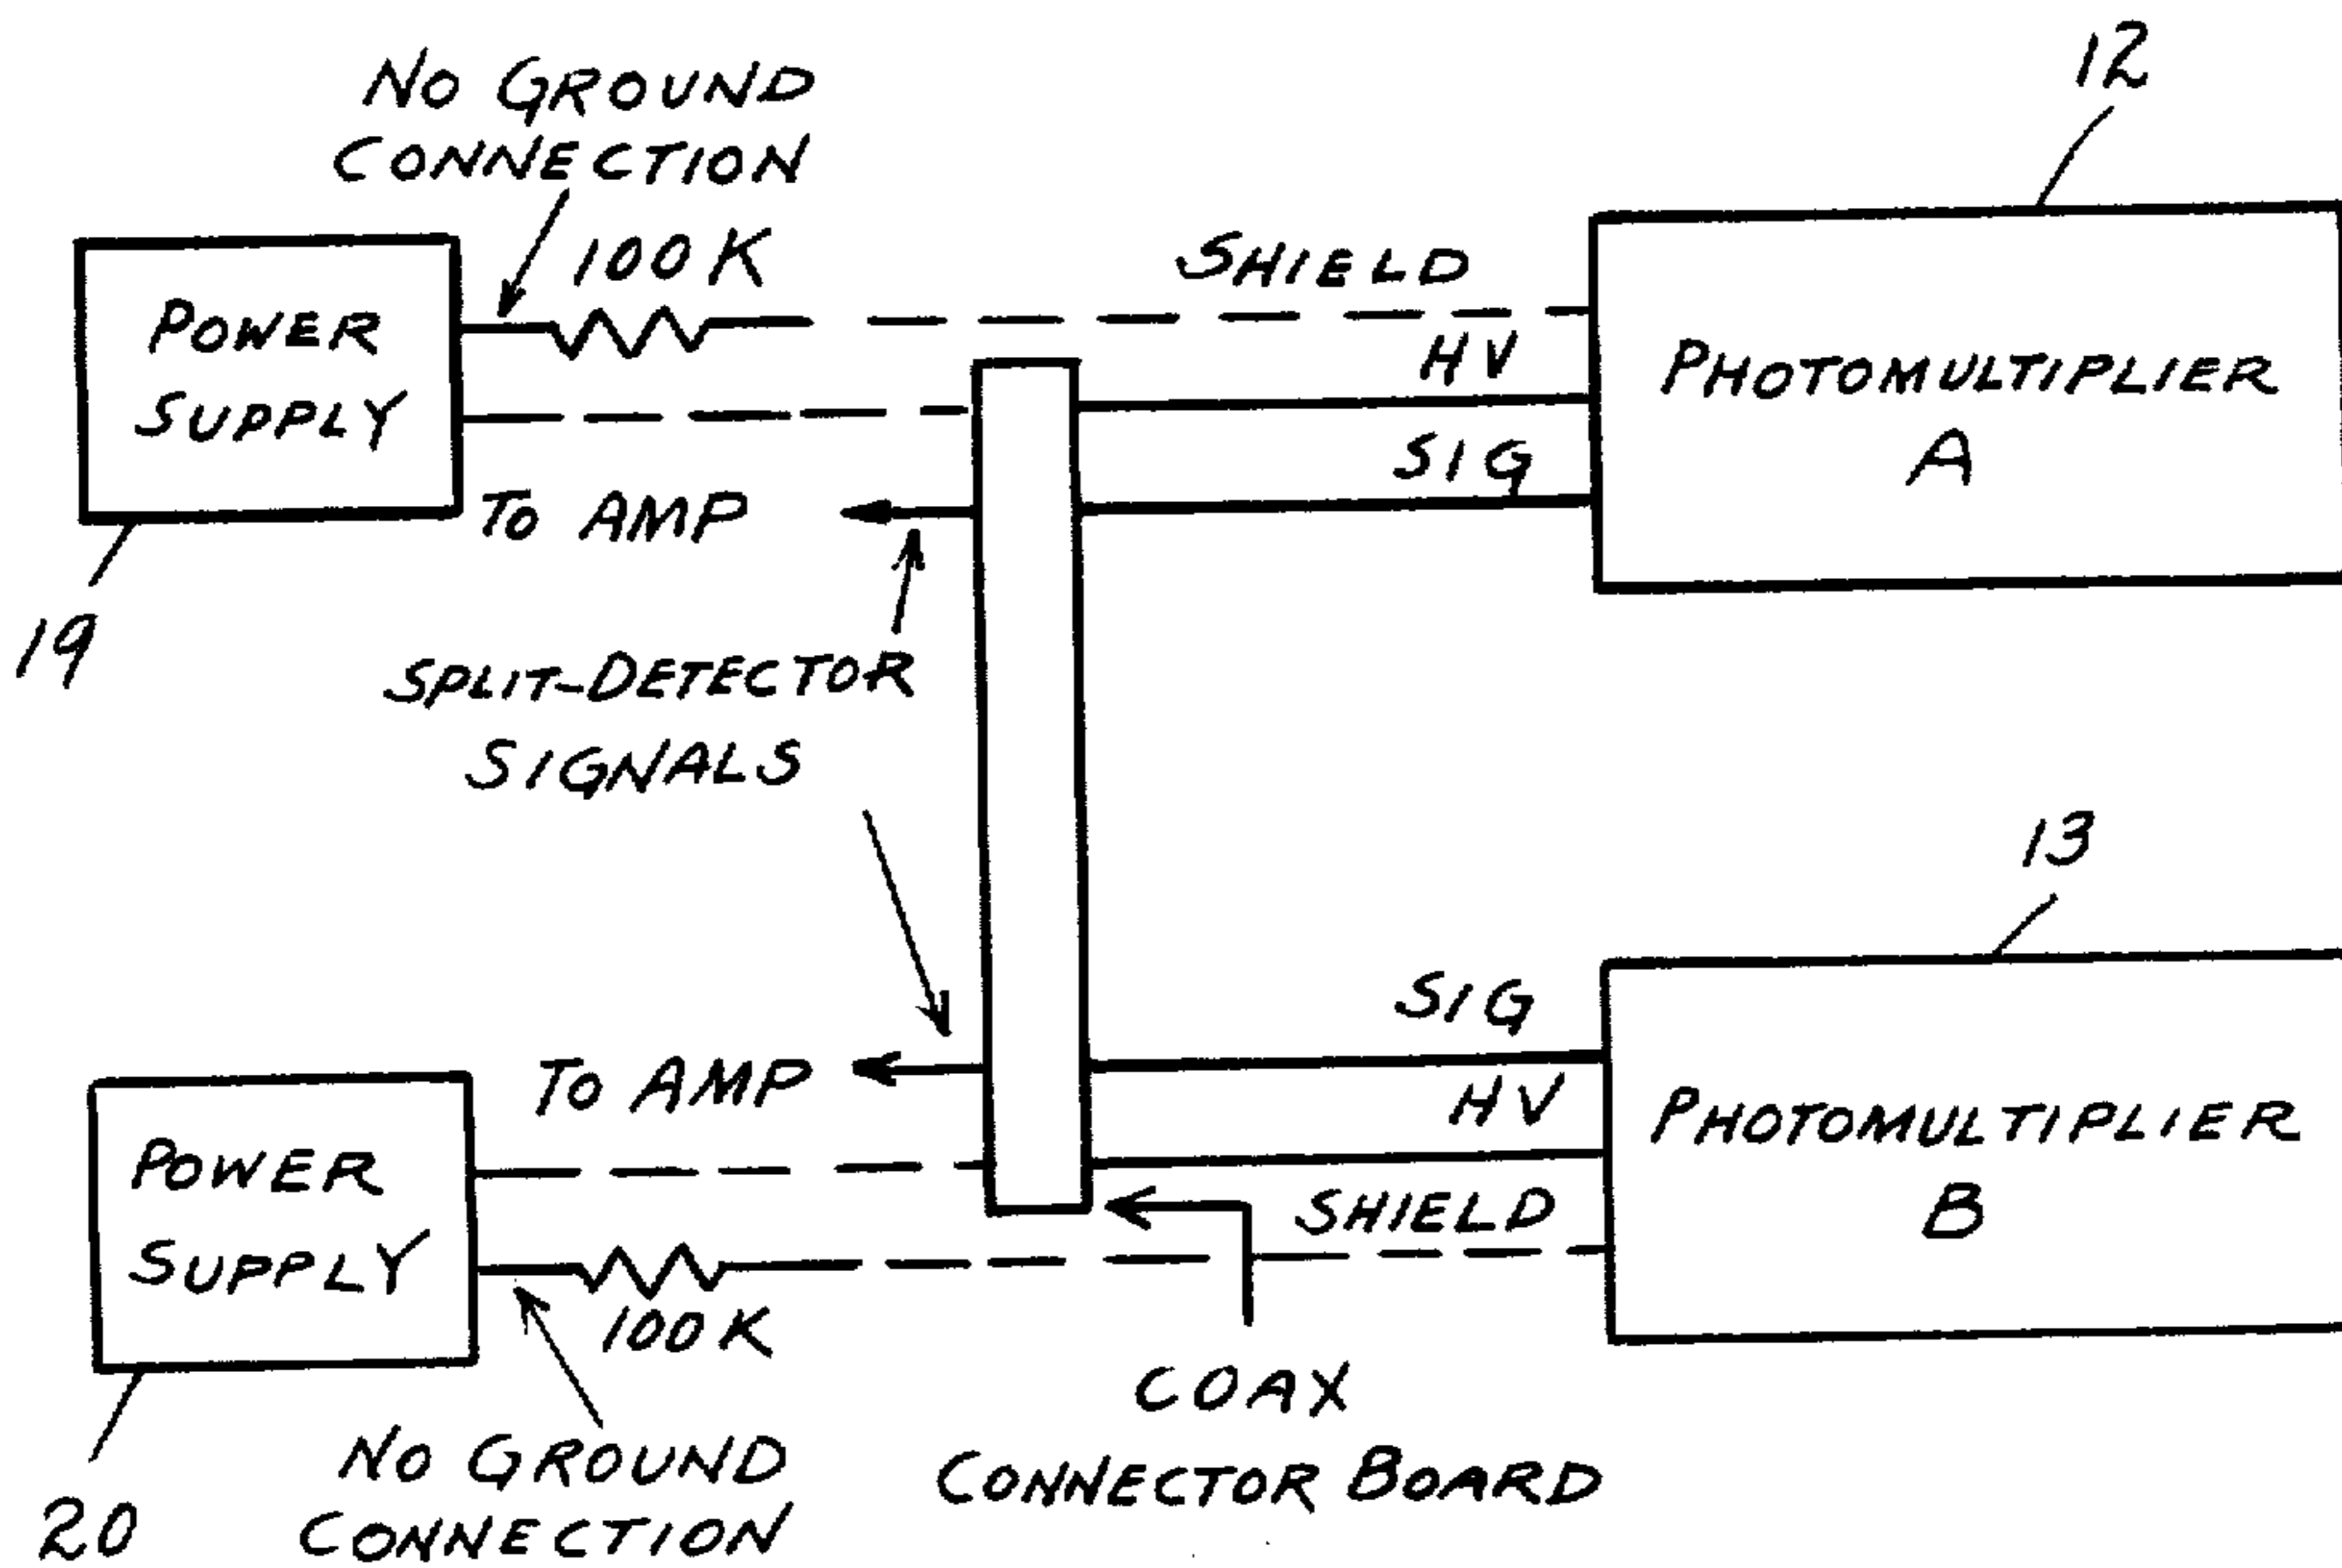 12
NO GROUND
CONNECTION
100K
SHIELD
HV
POWER
SUPPLY
PHOTOMULTIPLIER
A
SIG
TO AMP
19
SPLIT-DETECTOR
SIGNALS
13
SIG
TO AMP
HV
PHOTOMULTIPLIER
B
POWER
SUPPLY
SHIELD
100K
COAX
CONNECTOR BOARD
NO GROUND
CONNECTION
20